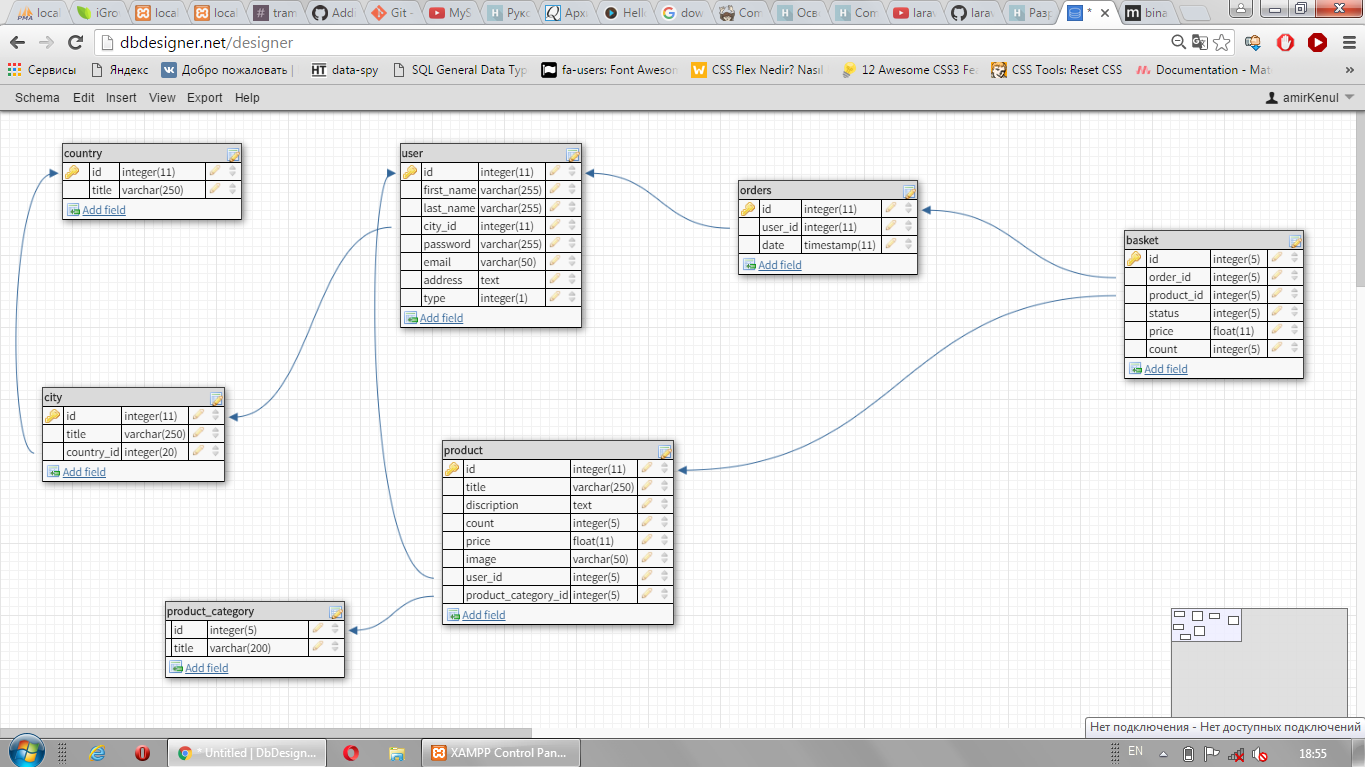 local
iGro
local
local
tram
Addi
Git -
MyS
Рукс
Арх
Hell
dow
Com
Осв
Com
lara
lara
Разр
*
bina
dbdesigner.net/designer
Сервисы
Яндекс
Добро пожаловать |
data-spy
SQL General Data Typ
fa-users: Font Aweson
CSS Flex Nedir? Nasıl
12 Awesome CSS3 Fe
CSS Tools: Reset CSS
Documentation - Mat
»
Schema Edit Insert View Export Help
amirKenul
country
id integer(11)
title varchar(250)
Add field
user
id integer(11)
first_name varchar(255)
last_name varchar(255)
city_id integer(11)
password varchar(255)
email varchar(50)
address text
type integer(1)
Add field
orders
id integer(11)
user_id integer(11)
date timestamp(11)
Add field
basket
id integer(5)
order_id integer(5)
product_id integer(5)
status integer(5)
price float(11)
count integer(5)
Add field
city
id integer(11)
title varchar(250)
country_id integer(20)
Add field
product
id integer(11)
title varchar(250)
discription text
count integer(5)
price float(11)
image varchar(50)
user_id integer(5)
product_category_id integer(5)
Add field
product_category
id integer(5)
title varchar(200)
Add field
Нет подключения - Нет доступных подключений
* Untitled | DbDesign...
XAMPP Control Pan...
EN
18:55